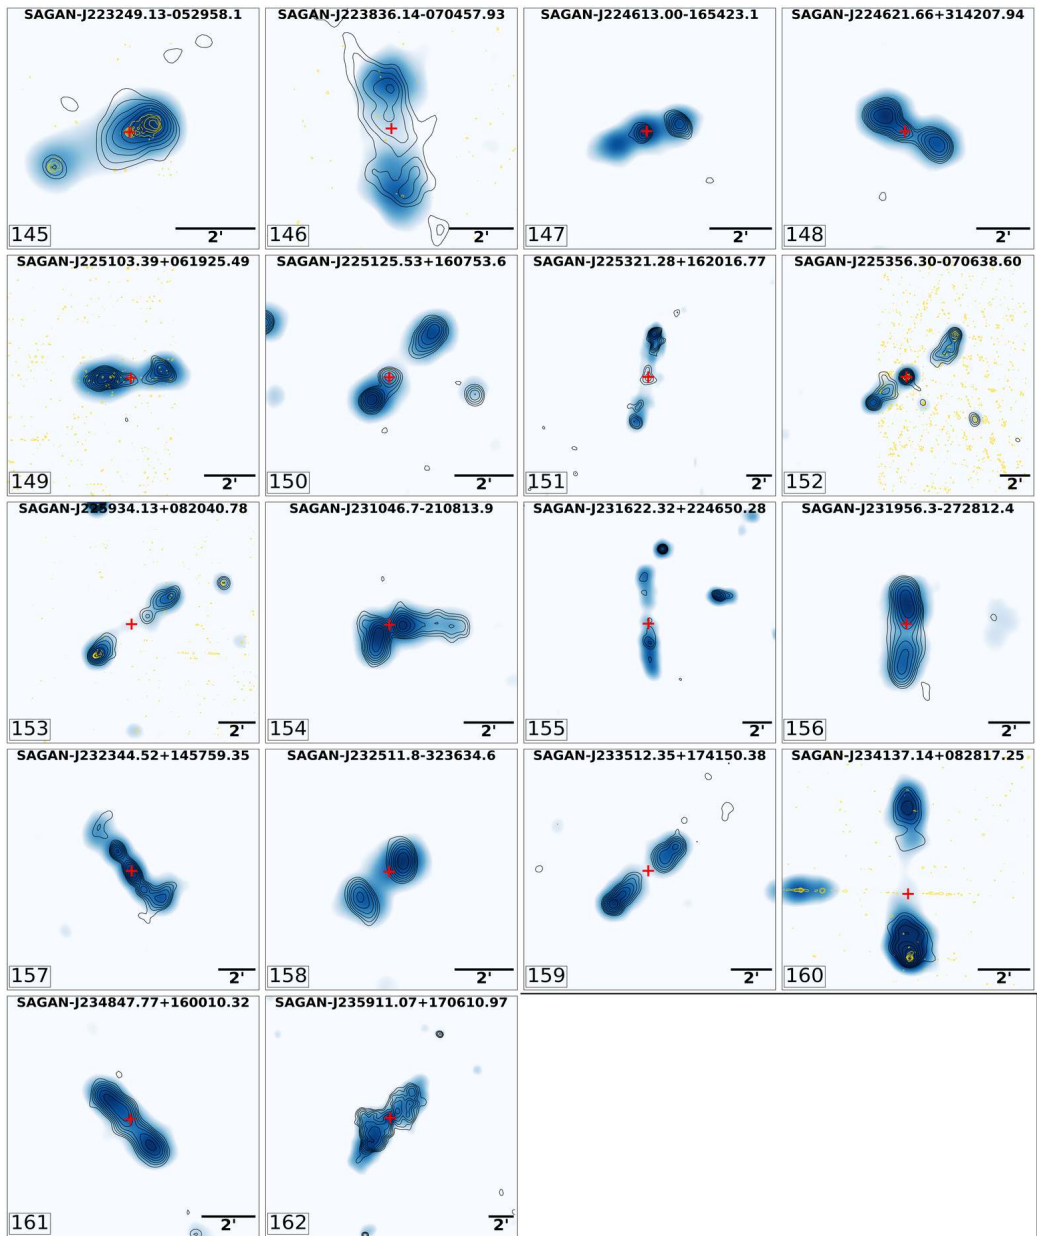 SAGAN-J223249.13-052958.1
SAGAN-J223836.14-070457.93
SAGAN-J224613.00-165423.1
SAGAN-J224621.66+314207.94
145
2'
146
2'
147
2'
148
2'
SAGAN-J225103.39+061925.49
SAGAN-J225125.53+160753.6
SAGAN-J225321.28+162016.77
SAGAN-J225356.30-070638.60
149
2'
150
2'
151
2'
152
2'
SAGAN-J225934.13+082040.78
SAGAN-J231046.7-210813.9
SAGAN-J231622.32+224650.28
SAGAN-J231956.3-272812.4
153
2'
154
2'
155
2'
156
2'
SAGAN-J232344.52+145759.35
SAGAN-J232511.8-323634.6
SAGAN-J233512.35+174150.38
SAGAN-J234137.14+082817.25
157
2'
158
2'
159
2'
160
2'
SAGAN-J234847.77+160010.32
SAGAN-J235911.07+170610.97
161
2'
162
2'